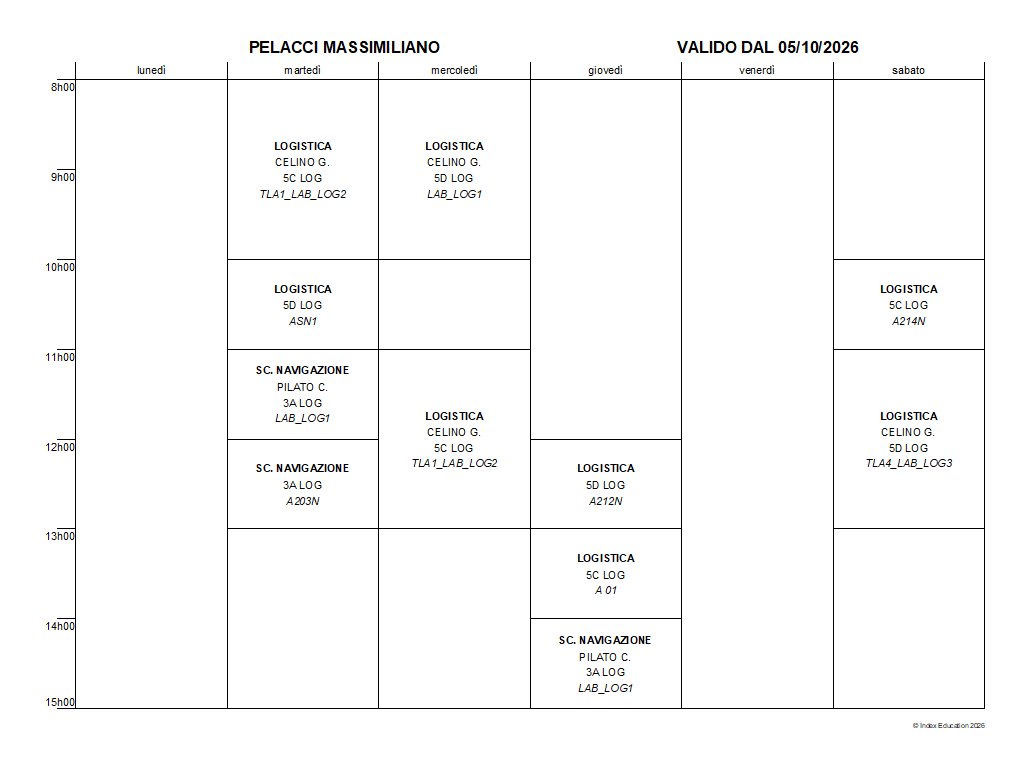 PELACCI MASSIMILIANO
VALIDO DAL 05/10/2026
lunedì
martedì
mercoledì
giovedì
venerdì
sabato
8h00
9h00
10h00
11h00
12h00
13h00
14h00
15h00
LOGISTICA
CELINO G.
5C LOG
TLA1_LAB_LOG2
LOGISTICA
5D LOG
ASN1
SC. NAVIGAZIONE
PILATO C.
3A LOG
LAB_LOG1
SC. NAVIGAZIONE
3A LOG
A203N
LOGISTICA
CELINO G.
5D LOG
LAB_LOG1
LOGISTICA
CELINO G.
5C LOG
TLA1_LAB_LOG2
LOGISTICA
5D LOG
A212N
LOGISTICA
5C LOG
A 01
SC. NAVIGAZIONE
PILATO C.
3A LOG
LAB_LOG1
LOGISTICA
5C LOG
A214N
LOGISTICA
CELINO G.
5D LOG
TLA4_LAB_LOG3
© Index Education 2026